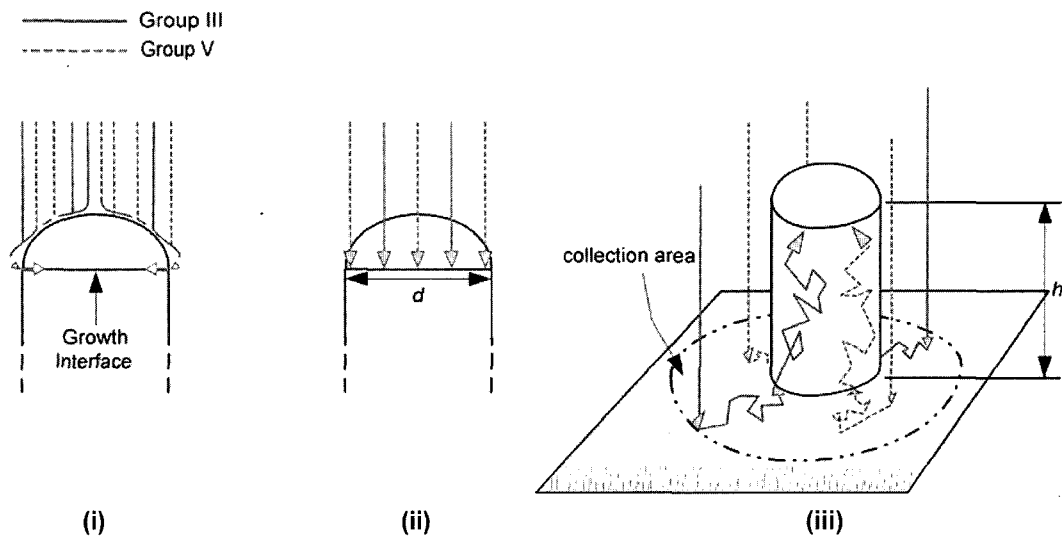 Group III
Group V
Growth
Interface
d
collection area
h
(i)
(ii)
(iii)